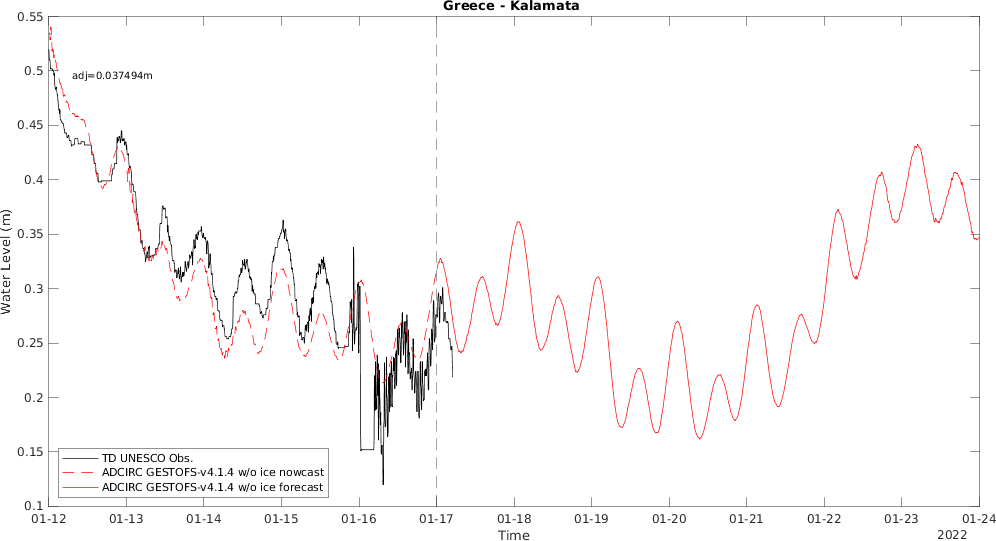 Greece - Kalamata
adj=0.037494m
Water Level (m)
0.55
0.5
0.45
0.4
0.35
0.3
0.25
0.2
0.15
0.1
TD UNESCO Obs.
ADCIRC GESTOFS-v4.1.4 w/o ice nowcast
ADCIRC GESTOFS-v4.1.4 w/o ice forecast
01-12 01-13 01-14 01-15 01-16 01-17 01-18 01-19 01-20 01-21 01-22 01-23 01-24
Time
2022